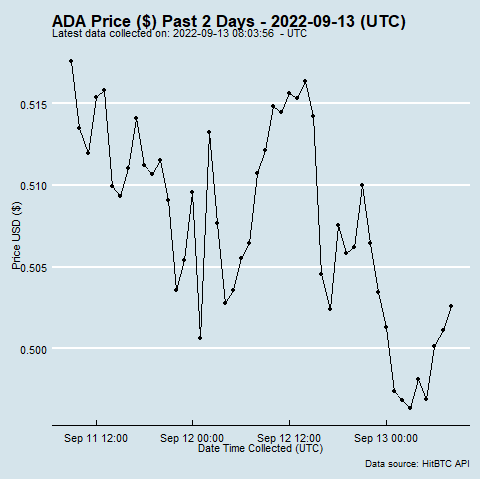 ADA Price ($) Past 2 Days - 2022-09-13 (UTC)
Latest data collected on: 2022-09-13 08:03:56 - UTC
0.515
0.510
0.505
0.500
Price USD ($)
Sep 11 12:00 Sep 12 00:00 Sep 12 12:00 Sep 13 00:00
Date Time Collected (UTC)
Data source: HitBTC API